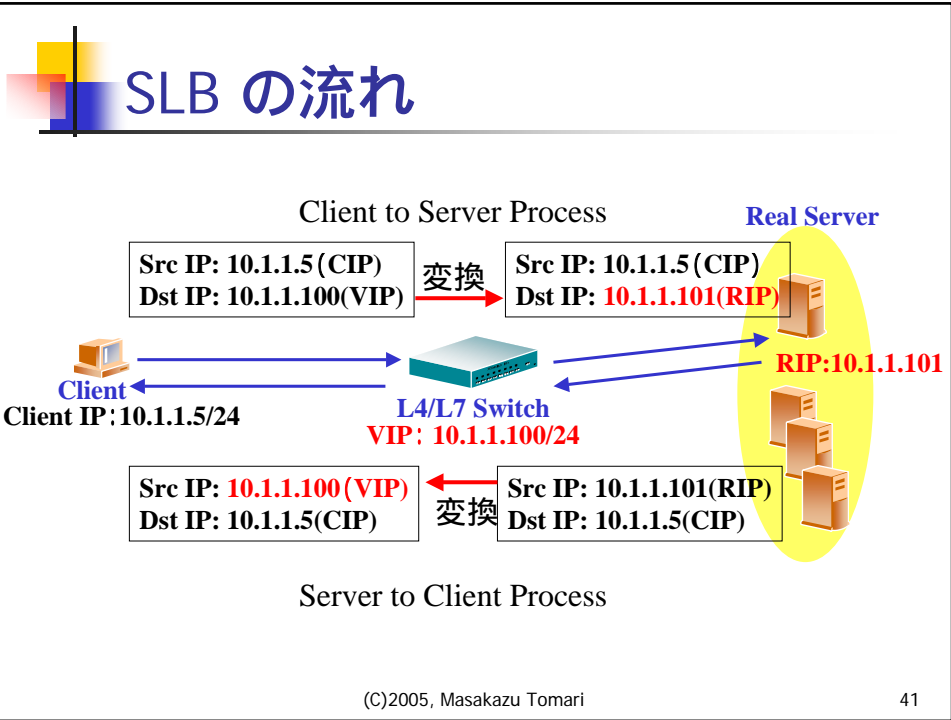 SLB の流れ
Client to Server Process
Real Server
Src IP: 10.1.1.5(CIP)
Dst IP: 10.1.1.100(VIP)
変換
Src IP: 10.1.1.5(CIP)
Dst IP: 10.1.1.101(RIP)
RIP:10.1.1.101
Client
Client IP:10.1.1.5/24
L4/L7 Switch
VIP: 10.1.1.100/24
Src IP: 10.1.1.100(VIP)
Dst IP: 10.1.1.5(CIP)
変換
Src IP: 10.1.1.101(RIP)
Dst IP: 10.1.1.5(CIP)
Server to Client Process
(C)2005, Masakazu Tomari
41